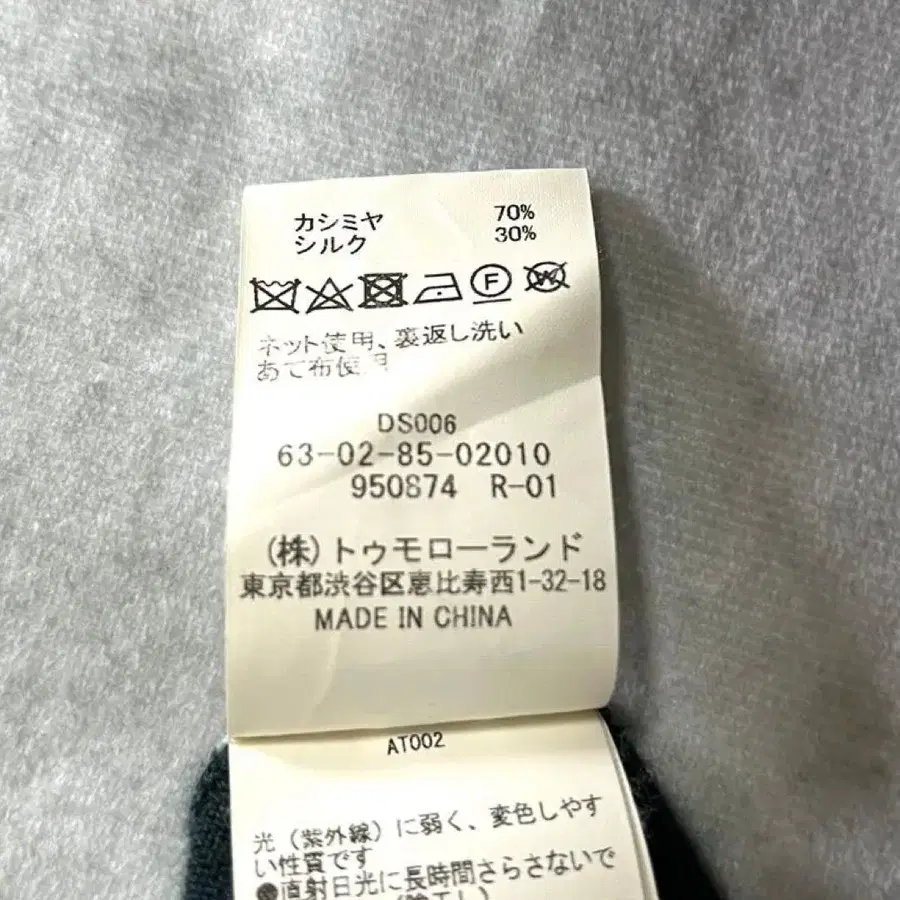 カシミヤ 70%
シルク 30%
F W
ネット使用、裏返し洗い
あて布使用
DS006
63-02-85-02010
950874 R-01
(株)トゥモローランド
東京都渋谷区恵比寿西1-32-18
MADE IN CHINA
AT002
光(紫外線)に弱く、変色しやす
い性質です
●直射日光に長時間さらさないで